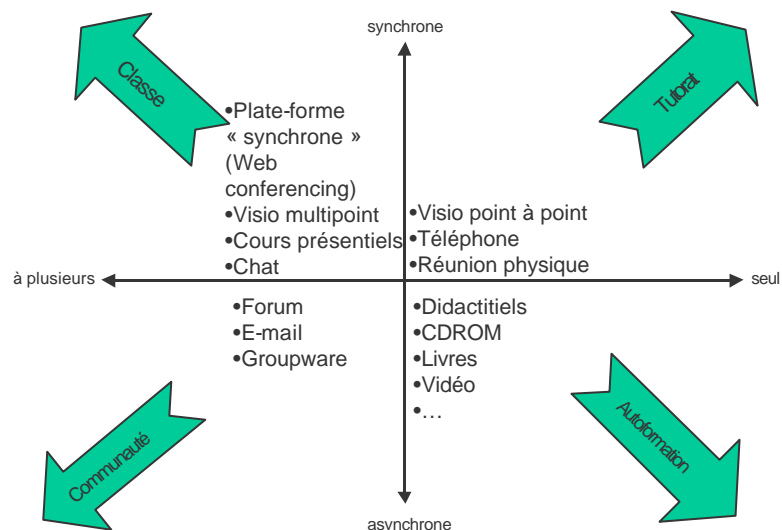 synchrone
Classe
Tutorat
•Plate-forme
« synchrone »
(Web
conferencing)
•Visio multipoint
•Cours présentiels
•Chat
•Visio point à point
•Téléphone
•Réunion physique
à plusieurs
seul
•Forum
•E-mail
•Groupware
•Didactitiels
•CDROM
•Livres
•Vidéo
•…
Communauté
Autoformation
asynchrone